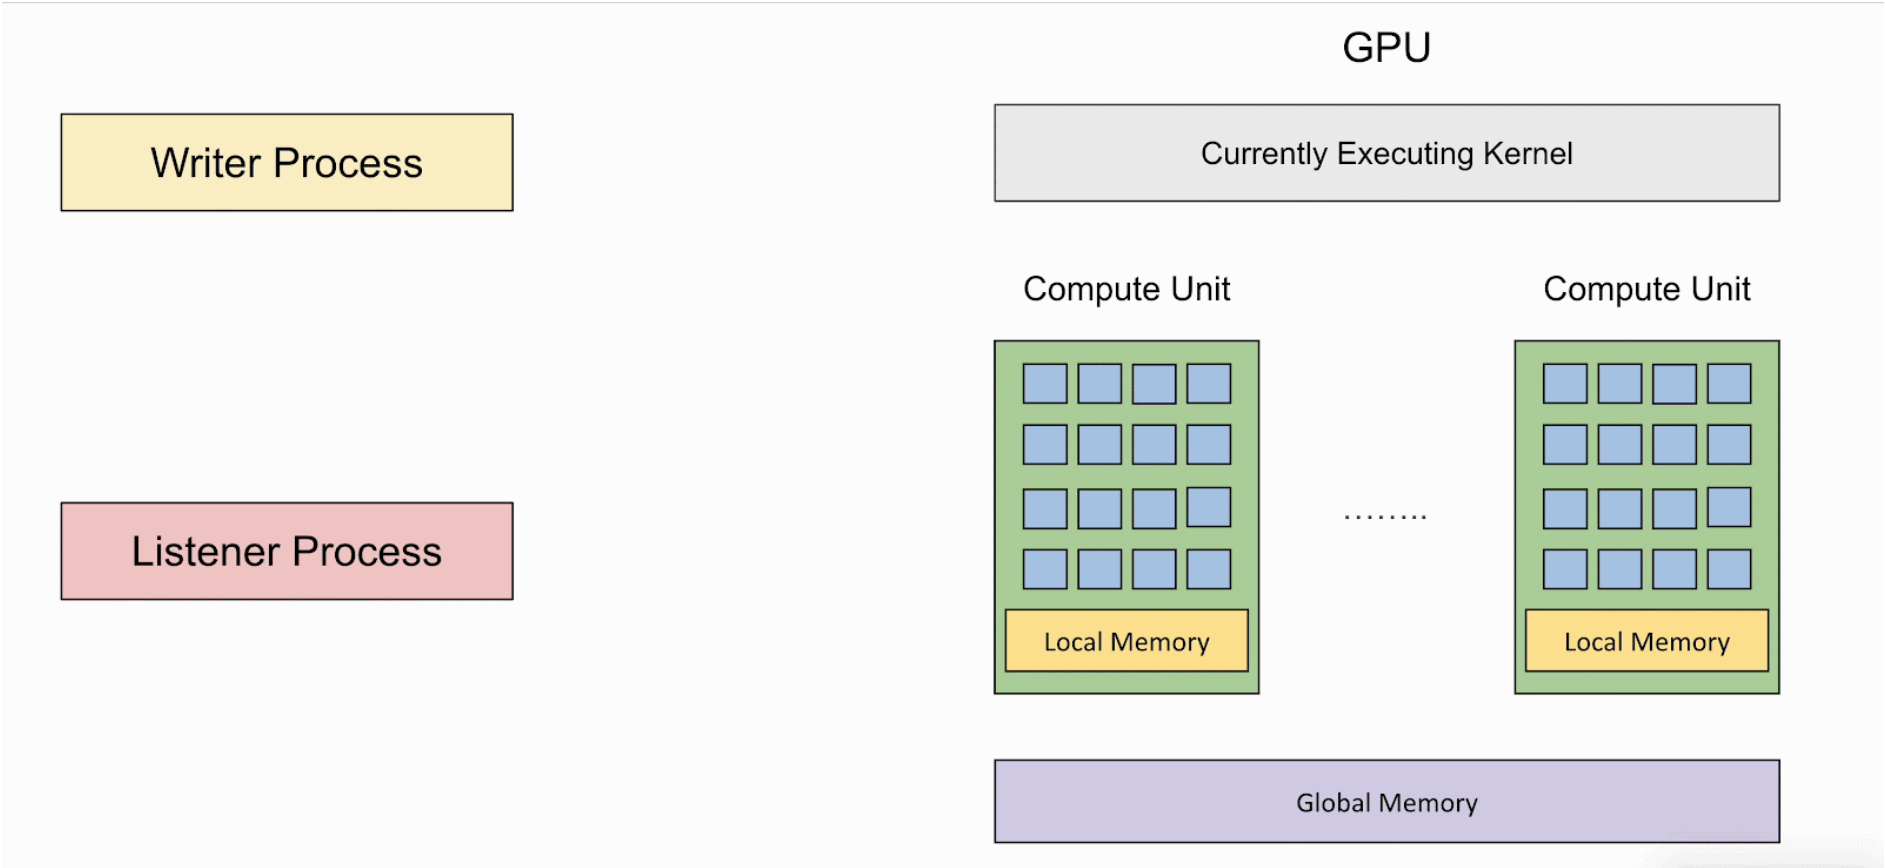 GPU
Writer Process
Currently Executing Kernel
Compute Unit
Compute Unit
Listener Process
........
Local Memory
Local Memory
Global Memory